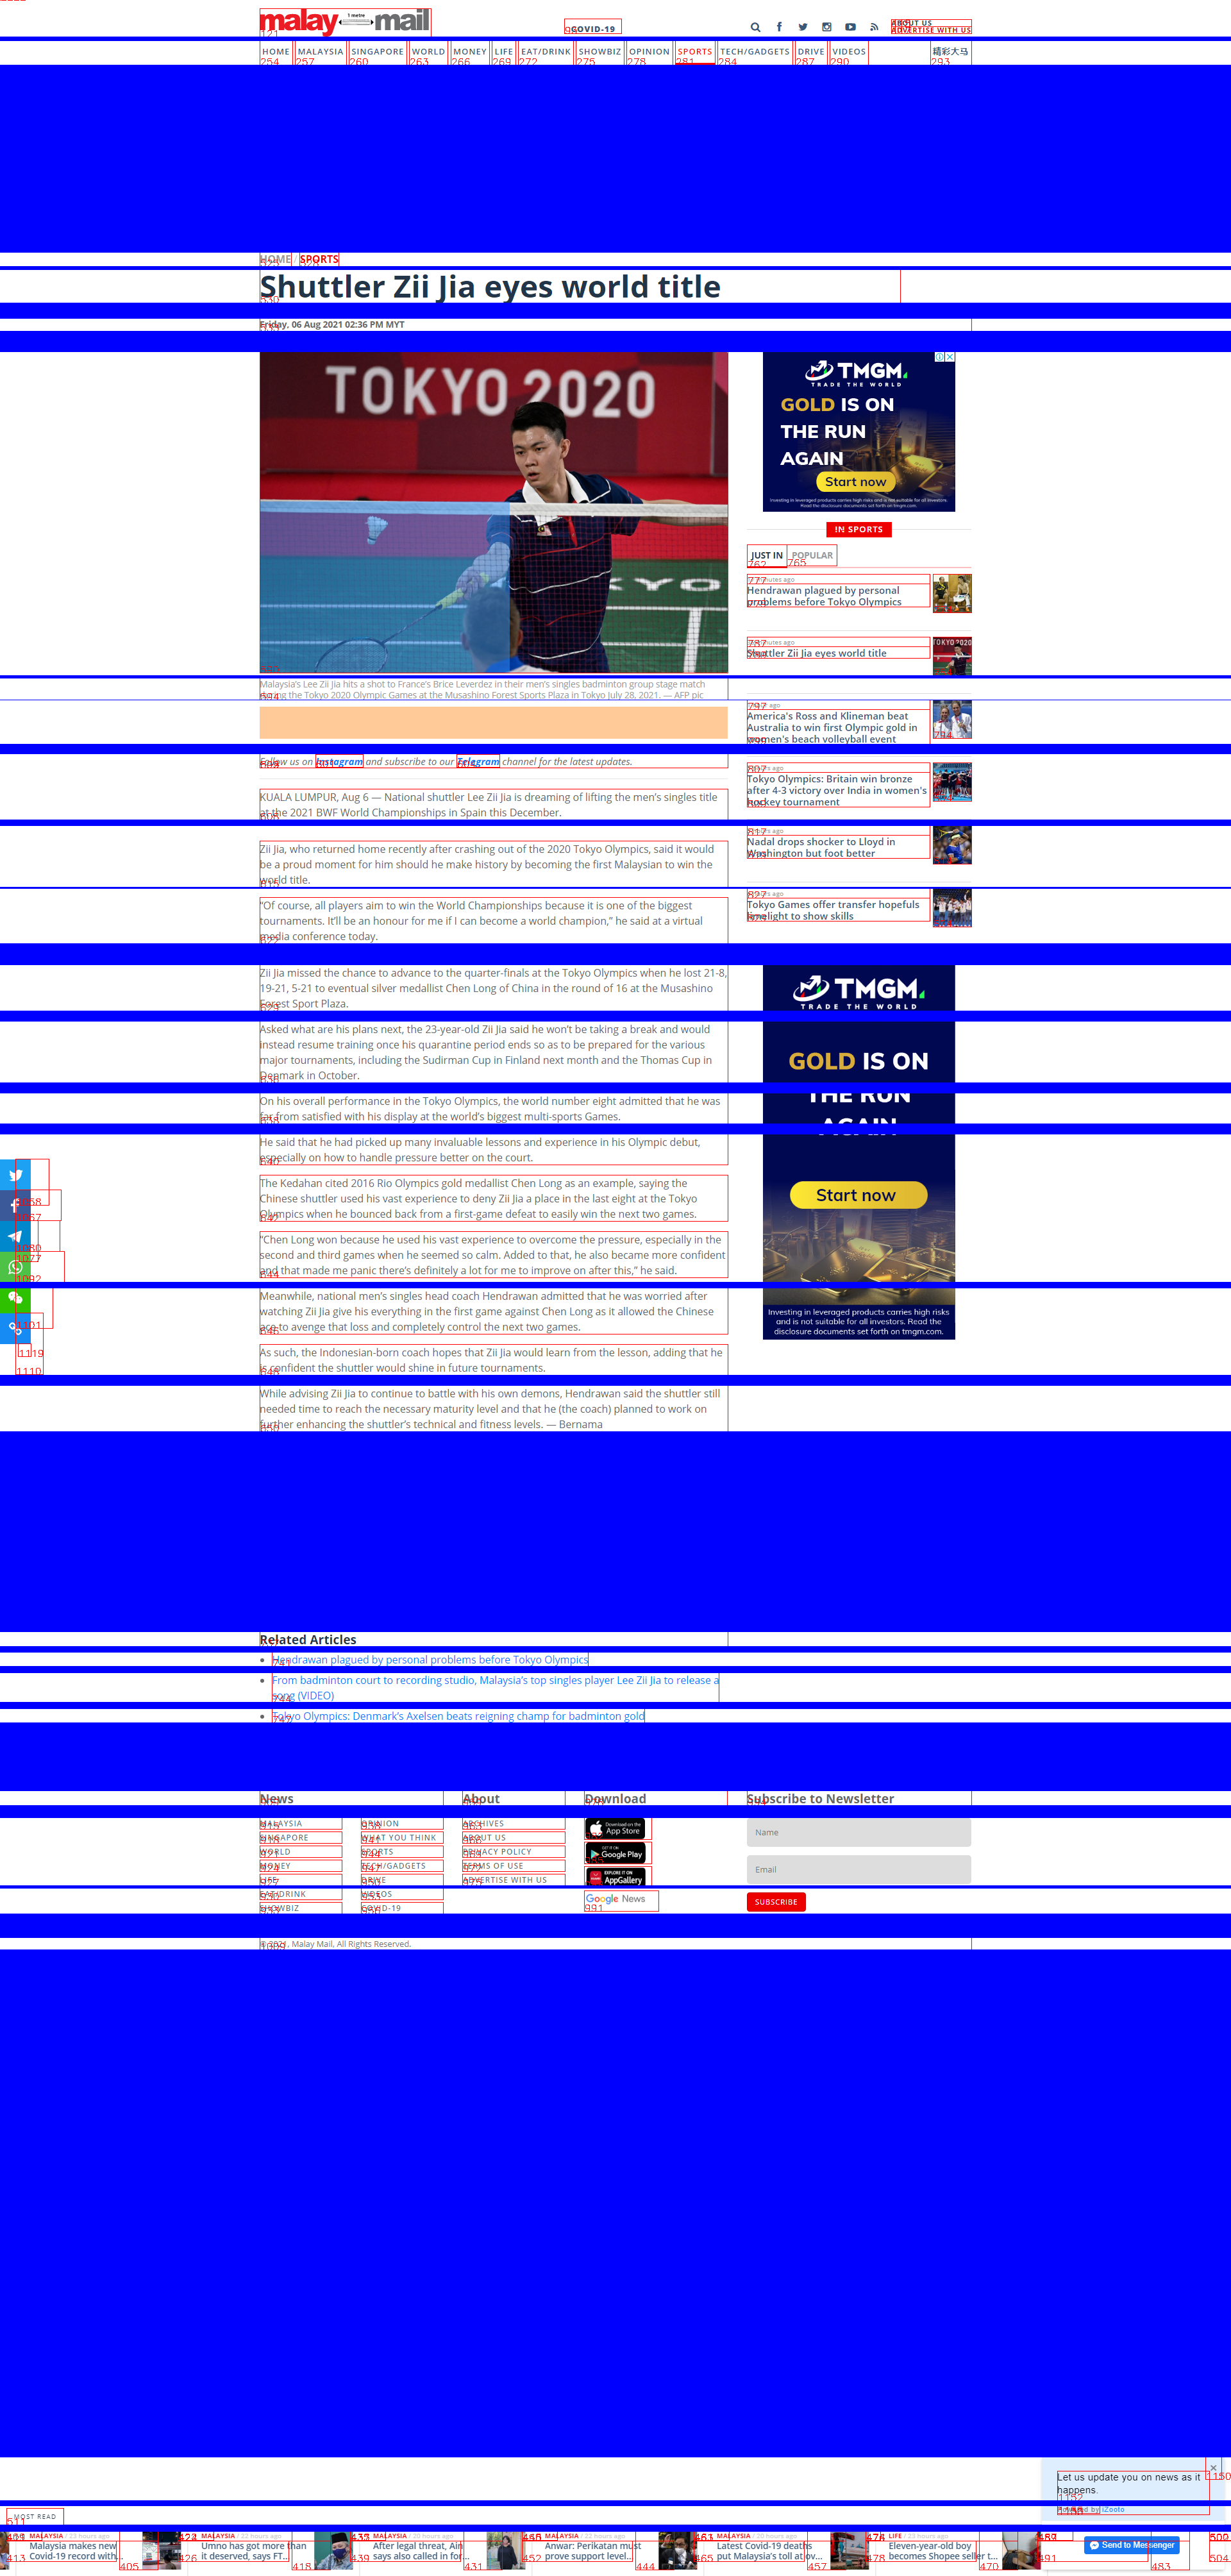 malay 1 metre mail
COVID-19
ABOUT US
ADVERTISE WITH US
HOME MALAYSIA SINGAPORE WORLD MONEY LIFE EAT/DRINK SHOWBIZ OPINION SPORTS TECH/GADGETS DRIVE VIDEOS 精彩大马
HOME / SPORTS
Shuttler Zii Jia eyes world title
Friday, 06 Aug 2021 02:36 PM MYT
TOKYO 2020
Malaysia's Lee Zii Jia hits a shot to France's Brice Leverdez in their men's singles badminton group stage match
during the Tokyo 2020 Olympic Games at the Musashino Forest Sports Plaza in Tokyo July 28, 2021. — AFP pic
Follow us on Instagram and subscribe to our Telegram channel for the latest updates.
KUALA LUMPUR, Aug 6 — National shuttler Lee Zii Jia is dreaming of lifting the men's singles title
at the 2021 BWF World Championships in Spain this December.
Zii Jia, who returned home recently after crashing out of the 2020 Tokyo Olympics, said it would
be a proud moment for him should he make history by becoming the first Malaysian to win the
world title.
"Of course, all players aim to win the World Championships because it is one of the biggest
tournaments. It'll be an honour for me if I can become a world champion," he said at a virtual
media conference today.
Zii Jia missed the chance to advance to the quarter-finals at the Tokyo Olympics when he lost 21-8,
19-21, 5-21 to eventual silver medallist Chen Long of China in the round of 16 at the Musashino
Forest Sport Plaza.
Asked what are his plans next, the 23-year-old Zii Jia said he won't be taking a break and would
instead resume training once his quarantine period ends so as to be prepared for the various
major tournaments, including the Sudirman Cup in Finland next month and the Thomas Cup in
Denmark in October.
On his overall performance in the Tokyo Olympics, the world number eight admitted that he was
far from satisfied with his display at the world's biggest multi-sports Games.
He said that he had picked up many invaluable lessons and experience in his Olympic debut,
especially on how to handle pressure better on the court.
The Kedahan cited 2016 Rio Olympics gold medallist Chen Long as an example, saying the
Chinese shuttler used his vast experience to deny Zii Jia a place in the last eight at the Tokyo
Olympics when he bounced back from a first-game defeat to easily win the next two games.
"Chen Long won because he used his vast experience to overcome the pressure, especially in the
second and third games when he seemed so calm. Added to that, he also became more confident
and that made me panic there's definitely a lot for me to improve on after this," he said.
Meanwhile, national men's singles head coach Hendrawan admitted that he was worried after
watching Zii Jia give his everything in the first game against Chen Long as it allowed the Chinese
ace to avenge that loss and completely control the next two games.
As such, the Indonesian-born coach hopes that Zii Jia would learn from the lesson, adding that he
is confident the shuttler would shine in future tournaments.
While advising Zii Jia to continue to battle with his own demons, Hendrawan said the shuttler still
needed time to reach the necessary maturity level and that he (the coach) planned to work on
further enhancing the shuttler's technical and fitness levels. — Bernama
TMGM
TRADE THE WORLD
GOLD IS ON
THE RUN
AGAIN
Start now
Investing in leveraged products carries high risks and is not suitable for all investors.
Read the disclosure documents set forth on tmgm.com.
IN SPORTS
JUST IN POPULAR
minutes ago
Hendrawan plagued by personal
problems before Tokyo Olympics
minutes ago
Shuttler Zii Jia eyes world title
ago
America's Ross and Klineman beat
Australia to win first Olympic gold in
women's beach volleyball event
ago
Tokyo Olympics: Britain win bronze
after 4-3 victory over India in women's
hockey tournament
ago
Nadal drops shocker to Lloyd in
Washington but foot better
ago
Tokyo Games offer transfer hopefuls
limelight to show skills
TMGM
TRADE THE WORLD
GOLD IS ON
THE RUN
AGAIN
Start now
Investing in leveraged products carries high risks
and is not suitable for all investors. Read the
disclosure documents set forth on tmgm.com.
Related Articles
Hendrawan plagued by personal problems before Tokyo Olympics
From badminton court to recording studio, Malaysia's top singles player Lee Zii Jia to release a
song (VIDEO)
Tokyo Olympics: Denmark's Axelsen beats reigning champ for badminton gold
News
MALAYSIA
SINGAPORE
WORLD
MONEY
LIFE
EAT/DRINK
SHOWBIZ
OPINION
WHAT YOU THINK
SPORTS
TECH/GADGETS
DRIVE
VIDEOS
COVID-19
About
ARCHIVES
ABOUT US
PRIVACY POLICY
TERMS OF USE
ADVERTISE WITH US
Download
Download on the
App Store
GET IT ON
Google Play
EXPLORE IT ON
AppGallery
Google News
Subscribe to Newsletter
Name
Email
SUBSCRIBE
© 2021, Malay Mail, All Rights Reserved.
Let us update you on news as it
happens.
Powered by iZooto
MOST READ
MALAYSIA / 23 hours ago
Malaysia makes new
Covid-19 record with...
MALAYSIA / 22 hours ago
Umno has got more than
it deserved, says FT...
MALAYSIA / 20 hours ago
After legal threat, Ain
says also called in for...
MALAYSIA / 22 hours ago
Anwar: Perikatan must
prove support level...
MALAYSIA / 20 hours ago
Latest Covid-19 deaths
put Malaysia's toll at ov...
LIFE / 23 hours ago
Eleven-year-old boy
becomes Shopee seller t...
Send to Messenger